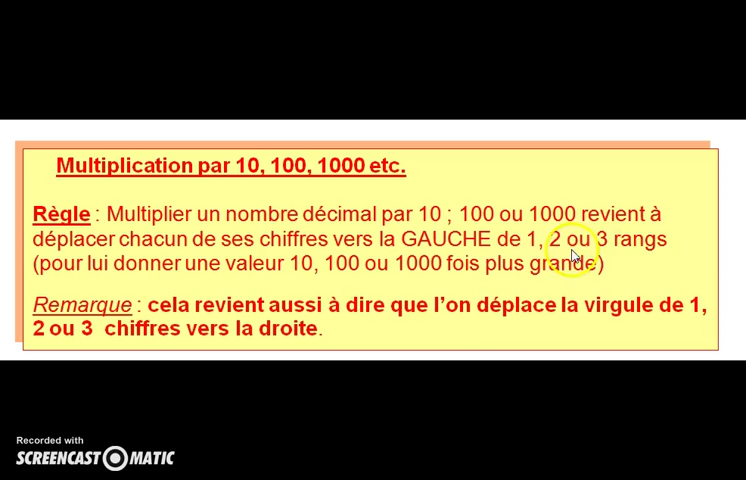 Multiplication par 10, 100, 1000 etc.
Règle : Multiplier un nombre décimal par 10 ; 100 ou 1000 revient à
déplacer chacun de ses chiffres vers la GAUCHE de 1, 2 ou 3 rangs
(pour lui donner une valeur 10, 100 ou 1000 fois plus grande)
Remarque : cela revient aussi à dire que l'on déplace la virgule de 1,
2 ou 3 chiffres vers la droite.
Recorded with
SCREENCAST-O-MATIC